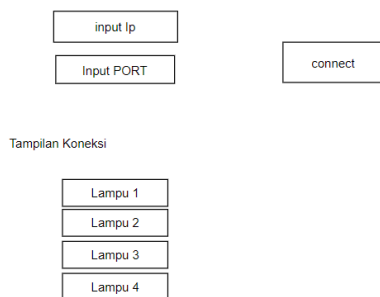 input Ip
Input PORT
connect
Tampilan Koneksi
Lampu 1
Lampu 2
Lampu 3
Lampu 4